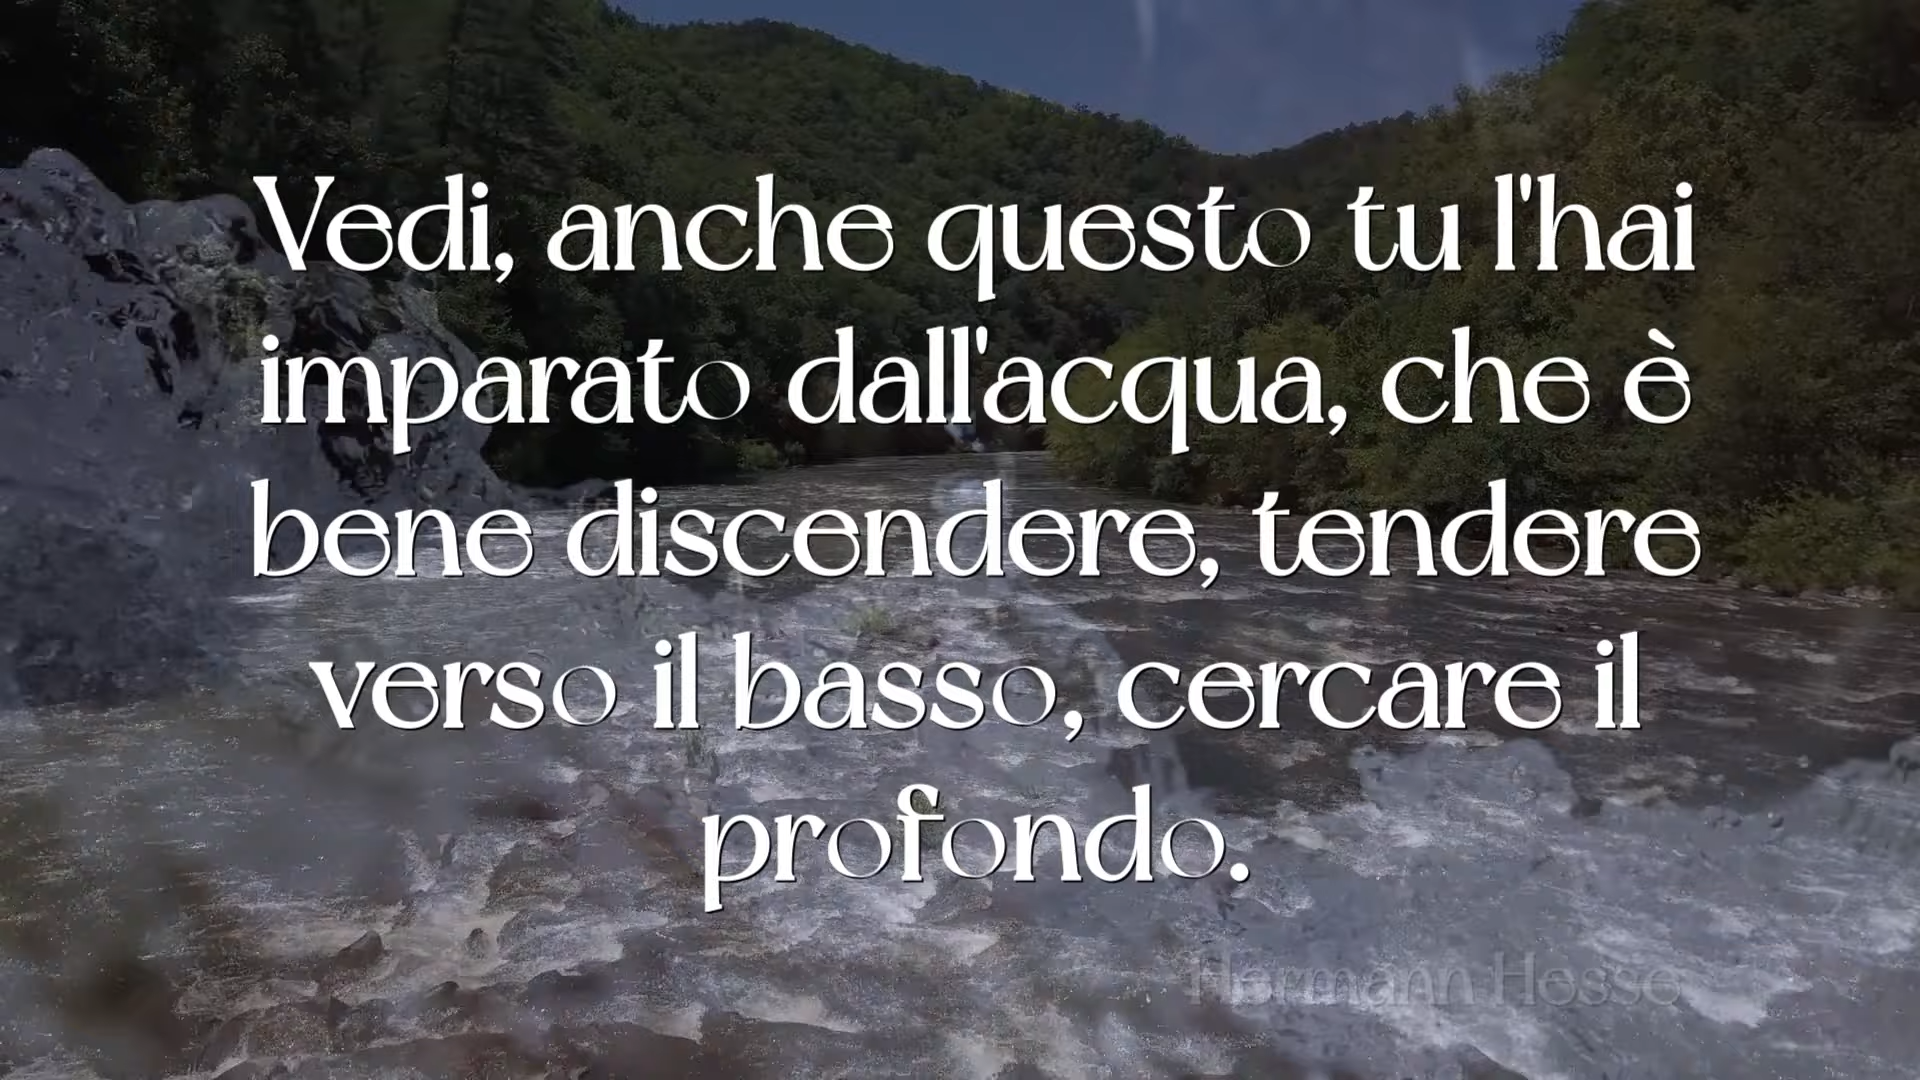 Vedi, anche questo tu l'hai
imparato dall'acqua, che è
bene discendere, tendere
verso il basso, cercare il
profondo.
Hermann Hesse